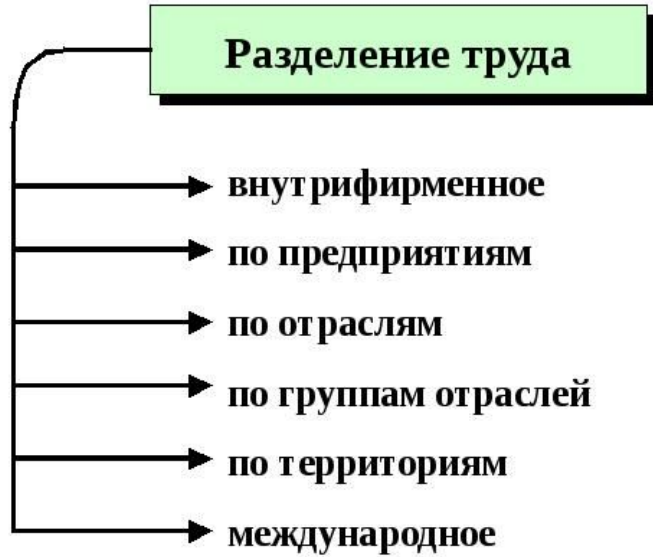 Разделение труда
внутрифирменное
по предприятиям
по отраслям
по группам отраслей
по территориям
международное